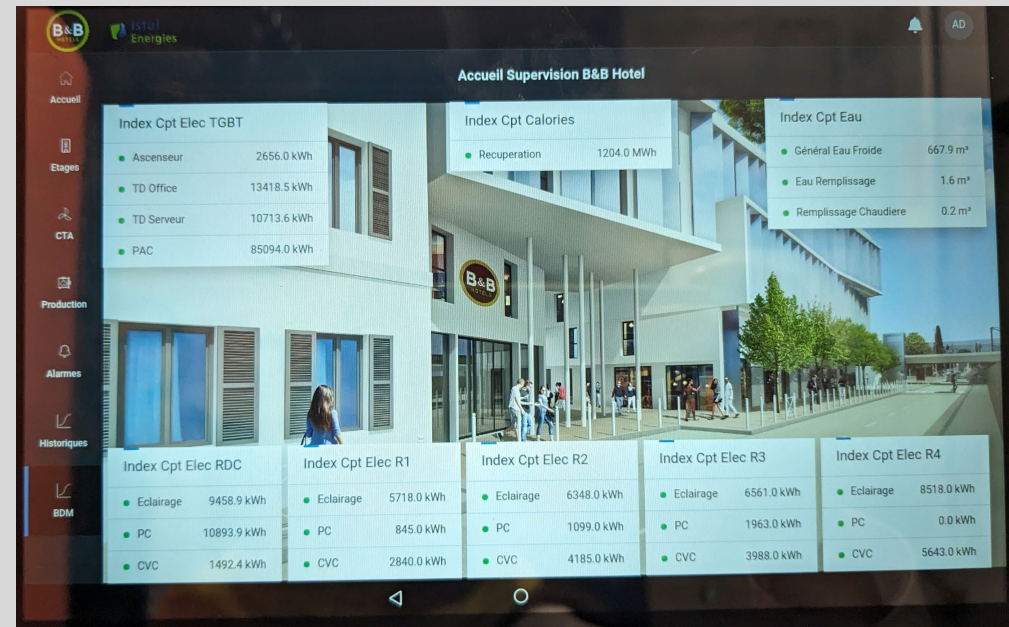 B&B
HOTELS
Istel
Energies
AD
Accueil Supervision B&B Hotel
Accueil
Etages
CTA
Production
Alarmes
Historiques
BDM
Index Cpt Elec TGBT
Ascenseur 2656.0 kWh
TD Office 13418.5 kWh
TD Serveur 10713.6 kWh
PAC 85094.0 kWh
Index Cpt Calories
Recuperation 1204.0 MWh
Index Cpt Eau
Général Eau Froide 667.9 m³
Eau Remplissage 1.6 m³
Remplissage Chaudiere 0.2 m³
B&B
HOTELS
Index Cpt Elec RDC
Eclairage 9458.9 kWh
PC 10893.9 kWh
CVC 1492.4 kWh
Index Cpt Elec R1
Eclairage 5718.0 kWh
PC 845.0 kWh
CVC 2840.0 kWh
Index Cpt Elec R2
Eclairage 6348.0 kWh
PC 1099.0 kWh
CVC 4185.0 kWh
Index Cpt Elec R3
Eclairage 6561.0 kWh
PC 1963.0 kWh
CVC 3988.0 kWh
Index Cpt Elec R4
Eclairage 8518.0 kWh
PC 0.0 kWh
CVC 5643.0 kWh